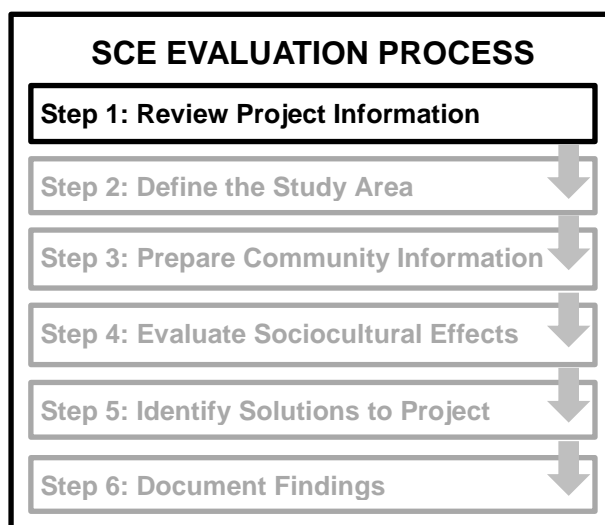 SCE EVALUATION PROCESS
Step 1: Review Project Information
Step 2: Define the Study Area
Step 3: Prepare Community Information
Step 4: Evaluate Sociocultural Effects
Step 5: Identify Solutions to Project
Step 6: Document Findings